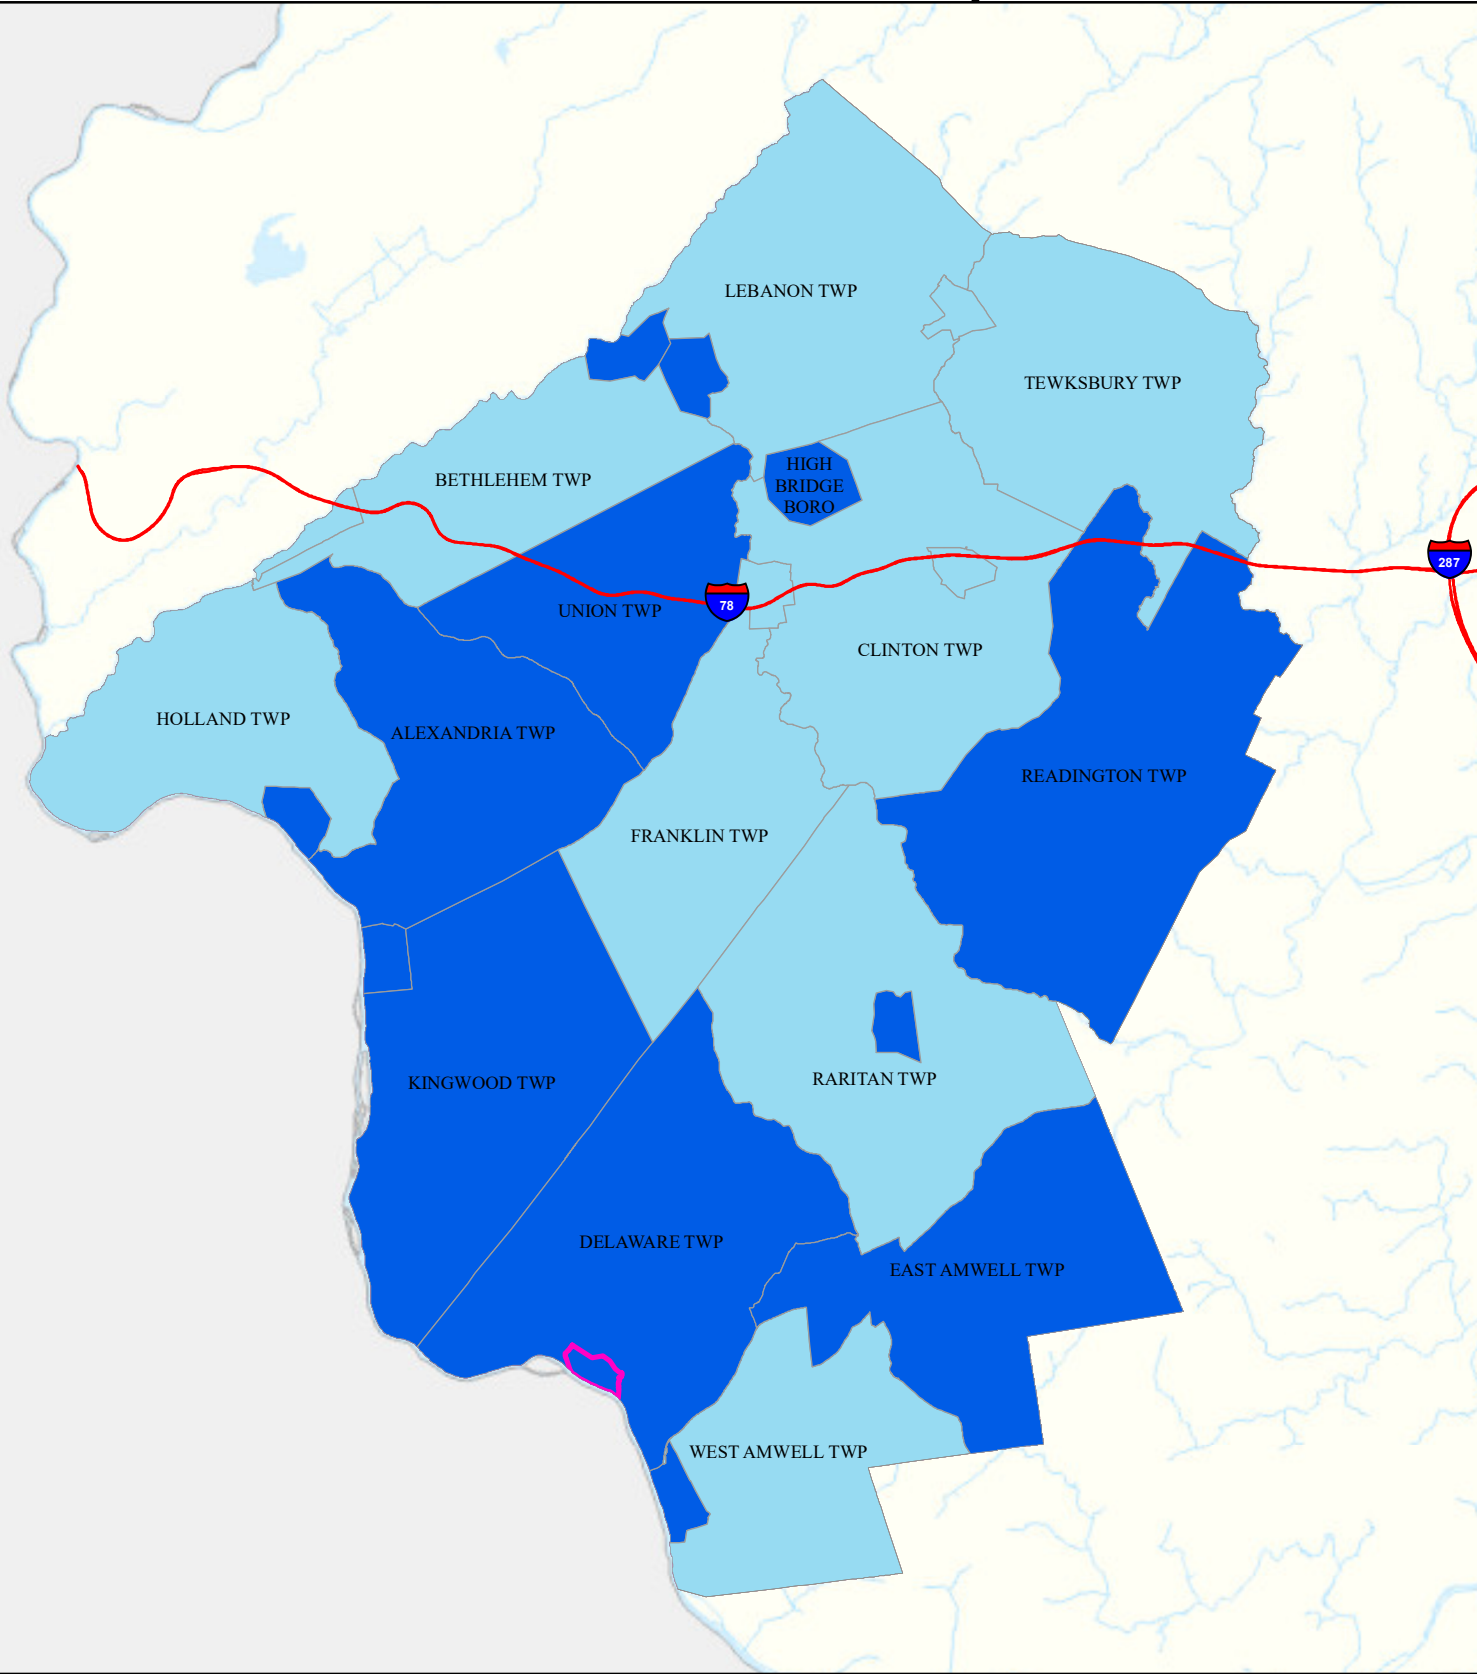 LEBANON TWP
TEWKSBURY TWP
HIGH
BRIDGE
BORO
BETHLEHEM TWP
287
78
UNION TWP
CLINTON TWP
HOLLAND TWP
ALEXANDRIA TWP
READINGTON TWP
FRANKLIN TWP
RARITAN TWP
KINGWOOD TWP
DELAWARE TWP
EAST AMWELL TWP
WEST AMWELL TWP